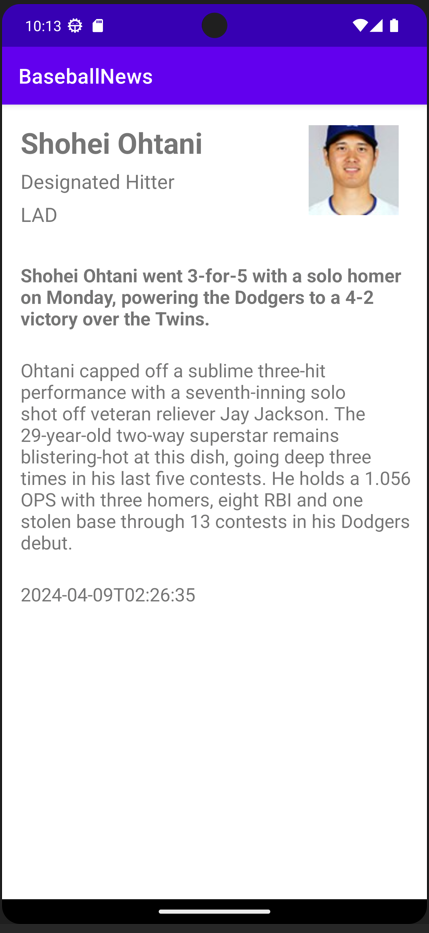 10:13
BaseballNews
Shohei Ohtani
Designated Hitter
LAD
Shohei Ohtani went 3-for-5 with a solo homer
on Monday, powering the Dodgers to a 4-2
victory over the Twins.
Ohtani capped off a sublime three-hit
performance with a seventh-inning solo
shot off veteran reliever Jay Jackson. The
29-year-old two-way superstar remains
blistering-hot at this dish, going deep three
times in his last five contests. He holds a 1.056
OPS with three homers, eight RBI and one
stolen base through 13 contests in his Dodgers
debut.
2024-04-09T02:26:35